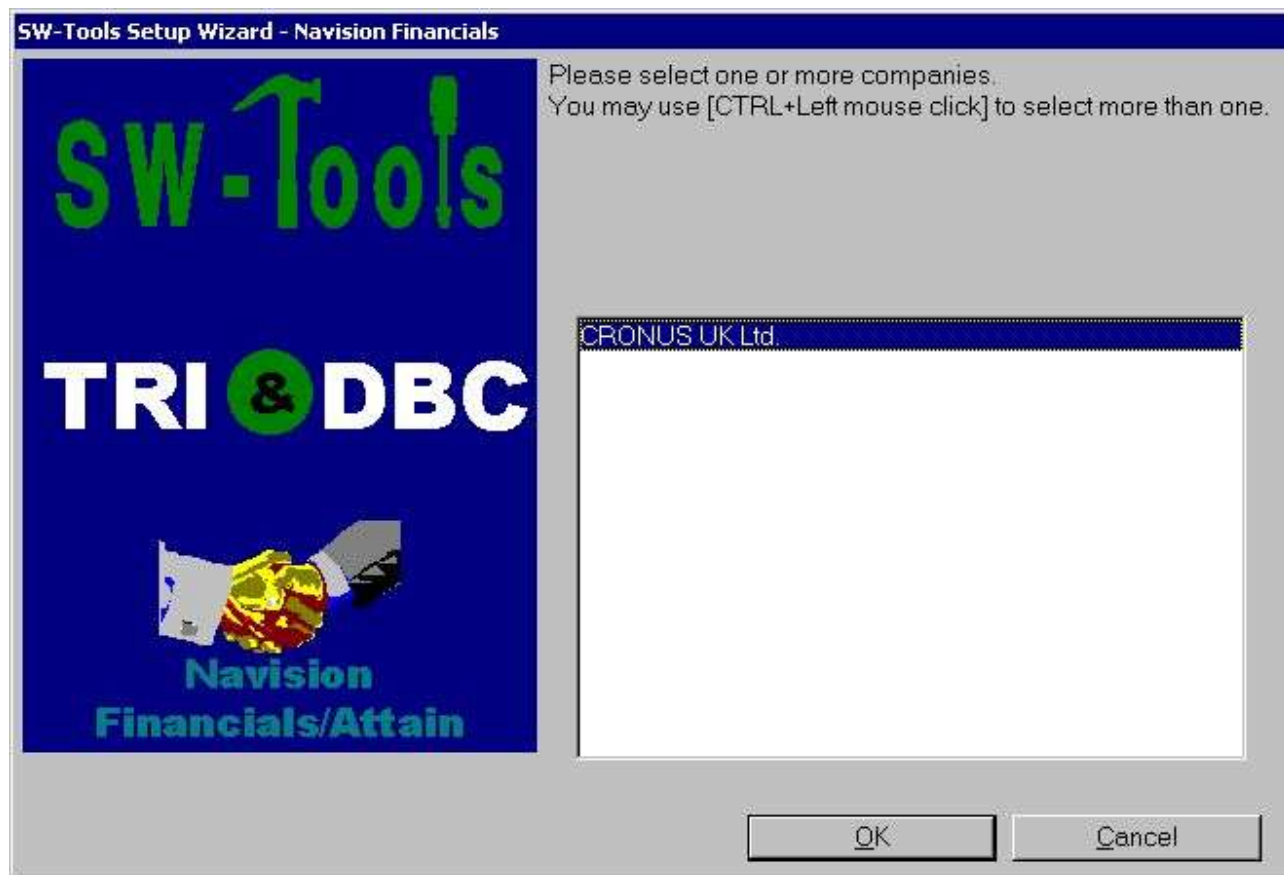 SW-Tools Setup Wizard - Navision Financials
SW-Tools
TRI & DBC
Navision
Financials/Attain
Please select one or more companies.
You may use [CTRL+Left mouse click] to select more than one.
CRONUS UK Ltd.
OK
Cancel